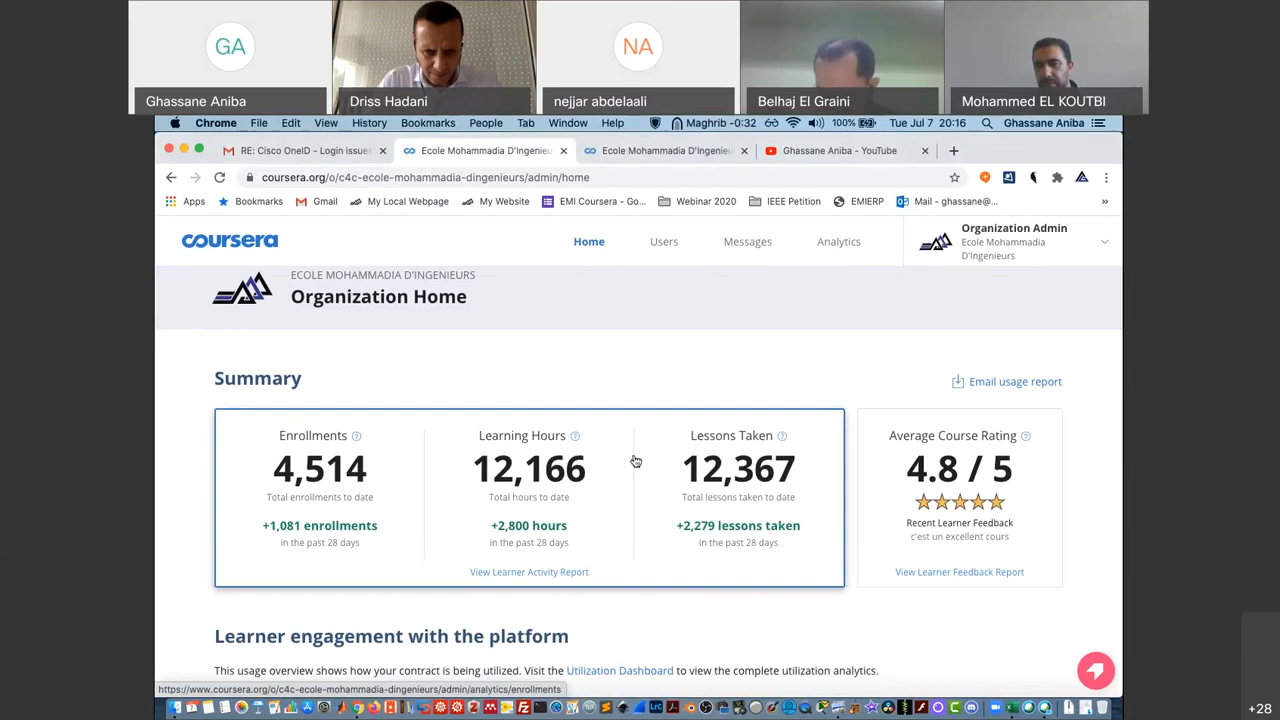 GA
NA
Ghassane Aniba
Driss Hadani
nejjar abdelaali
Belhaj El Graini
Mohammed EL KOUTBI
Chrome File Edit View History Bookmarks People Tab Window Help Maghrib -0:32 100% Tue Jul 7 20:16 Ghassane Aniba
RE: Cisco OneID - Login issues
Ecole Mohammadia D'Ingenieu
Ecole Mohammadia D'Ingenieu
Ghassane Aniba - YouTube
coursera.org/o/c4c-ecole-mohammadia-dingenieurs/admin/home
Apps Bookmarks Gmail My Local Webpage My Website EMI Coursera - Go... Webinar 2020 IEEE Petition EMIERP Mail - ghassane@... »
coursera
Home Users Messages Analytics
Organization Admin
Ecole Mohammadia
D'Ingenieurs
ECOLE MOHAMMADIA D'INGENIEURS
Organization Home
Summary
Email usage report
Enrollments
4,514
Total enrollments to date
+1,081 enrollments
in the past 28 days
Learning Hours
12,166
Total hours to date
+2,800 hours
in the past 28 days
Lessons Taken
12,367
Total lessons taken to date
+2,279 lessons taken
in the past 28 days
View Learner Activity Report
Average Course Rating
4.8 / 5
Recent Learner Feedback
c'est un excellent cours
View Learner Feedback Report
Learner engagement with the platform
This usage overview shows how your contract is being utilized. Visit the Utilization Dashboard to view the complete utilization analytics.
https://www.coursera.org/o/c4c-ecole-mohammadia-dingenieurs/admin/analytics/enrollments
+28